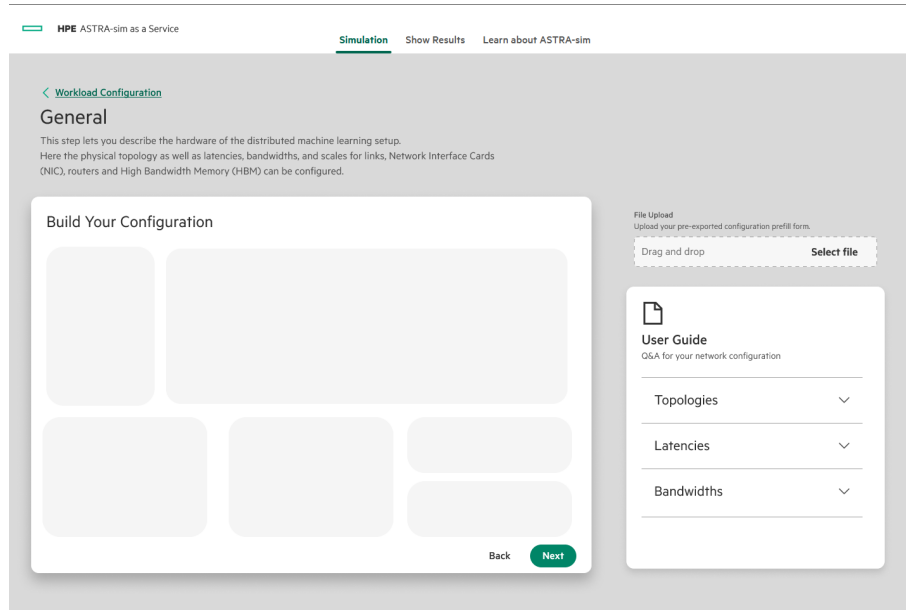 HPE ASTRA-sim as a Service
Simulation Show Results Learn about ASTRA-sim
Workload Configuration
General
This step lets you describe the hardware of the distributed machine learning setup.
Here the physical topology as well as latencies, bandwidths, and scales for links, Network Interface Cards
(NIC), routers and High Bandwidth Memory (HBM) can be configured.
Build Your Configuration
Back Next
File Upload
Upload your pre-exported configuration prefill form.
Drag and drop Select file
User Guide
Q&A for your network configuration
Topologies
Latencies
Bandwidths